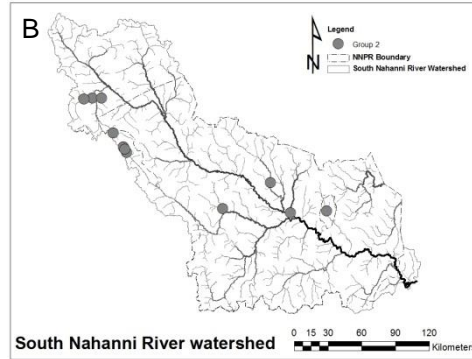 B
Legend
Group 2
NNPR Boundary
South Nahanni River Watershed
N
South Nahanni River watershed
0 15 30 60 90 120
Kilometers